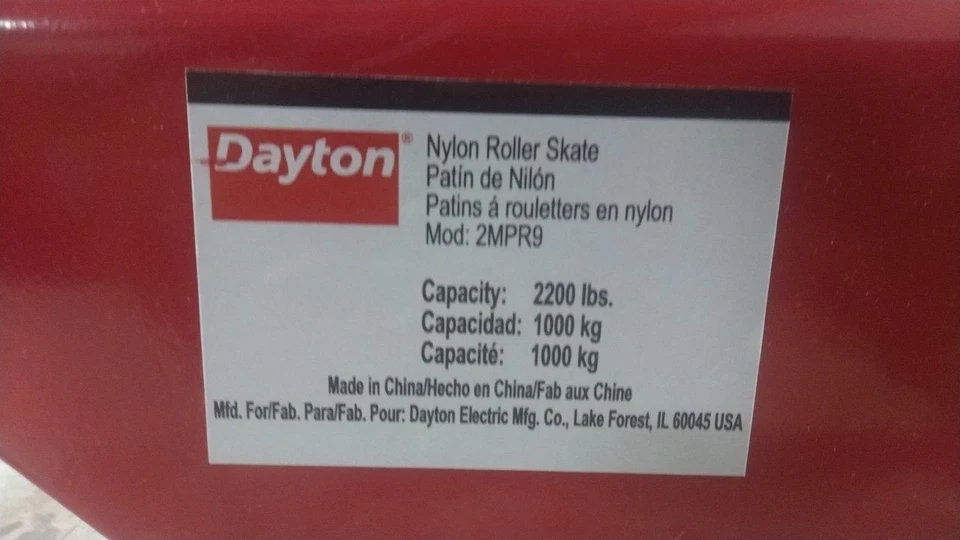 Dayton®
Nylon Roller Skate
Patín de Nilón
Patins á rouletters en nylon
Mod: 2MPR9
Capacity: 2200 lbs.
Capacidad: 1000 kg
Capacité: 1000 kg
Made in China/Hecho en China/Fab aux Chine
Mfd. For/Fab. Para/Fab. Pour: Dayton Electric Mfg. Co., Lake Forest, IL 60045 USA